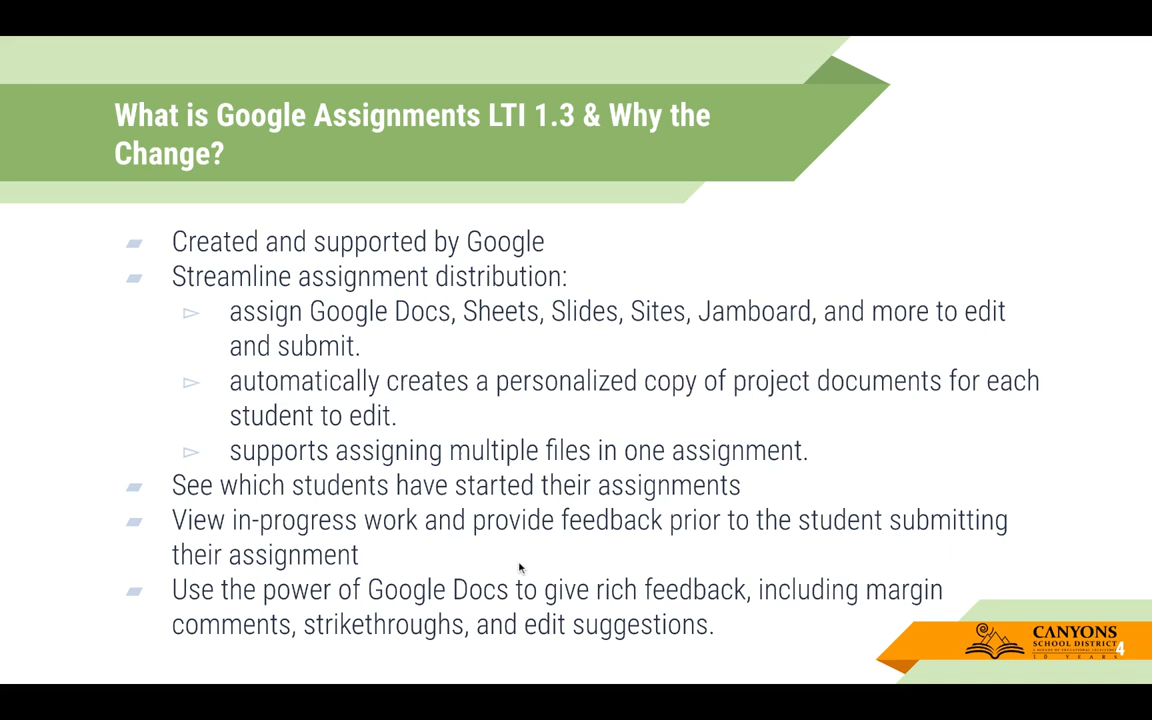 What is Google Assignments LTI 1.3 & Why the
Change?
Created and supported by Google
Streamline assignment distribution:
assign Google Docs, Sheets, Slides, Sites, Jamboard, and more to edit
and submit.
automatically creates a personalized copy of project documents for each
student to edit.
supports assigning multiple files in one assignment.
See which students have started their assignments
View in-progress work and provide feedback prior to the student submitting
their assignment
Use the power of Google Docs to give rich feedback, including margin
comments, strikethroughs, and edit suggestions.
CANYONS
SCHOOL DISTRICT
10 YEARS
4